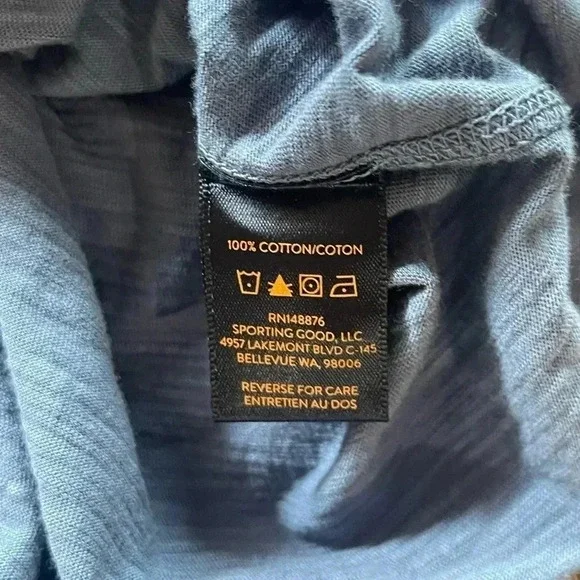 100% COTTON/COTON
RN148876
SPORTING GOOD, LLC
4957 LAKEMONT BLVD C-145
BELLEVUE WA, 98006
REVERSE FOR CARE
ENTRETIEN AU DOS